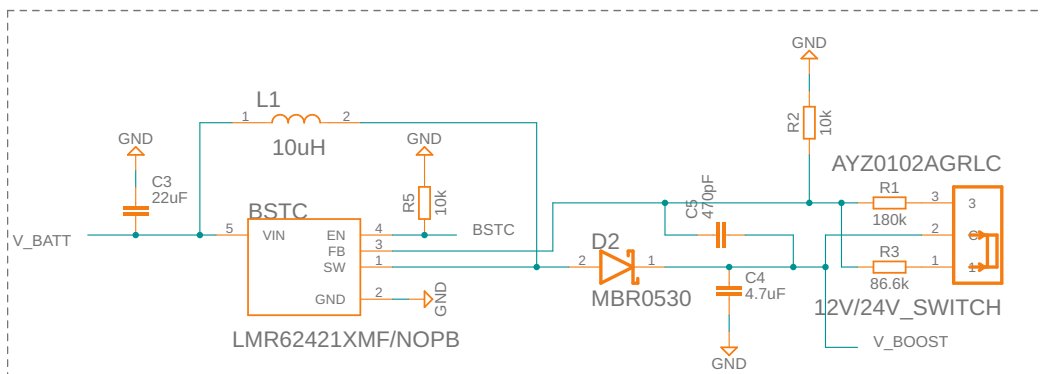 GND
L1
1
2
10uH
GND
C3
22uF
GND
R5
10k
R2
10k
AYZ0102AGRLC
BSTC
V_BATT
5
VIN
EN
4
BSTC
FB
3
SW
1
GND
2
GND
LMR62421XMF/NOPB
C5
470pF
D2
2
1
MBR0530
C4
4.7uF
GND
R1
180k
3
3
2
R3
86.6k
1
1
12V/24V_SWITCH
V_BOOST